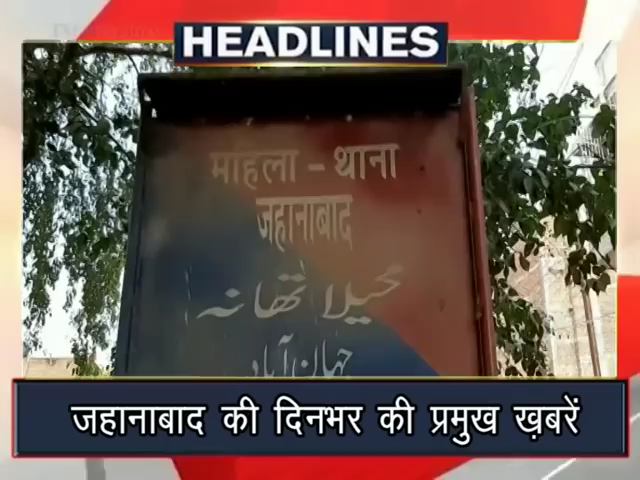 HEADLINES
महिला - थाना
जहानाबाद
محیلا تھانہ
جہان آباد
जहानाबाद की दिनभर की प्रमुख ख़बरें